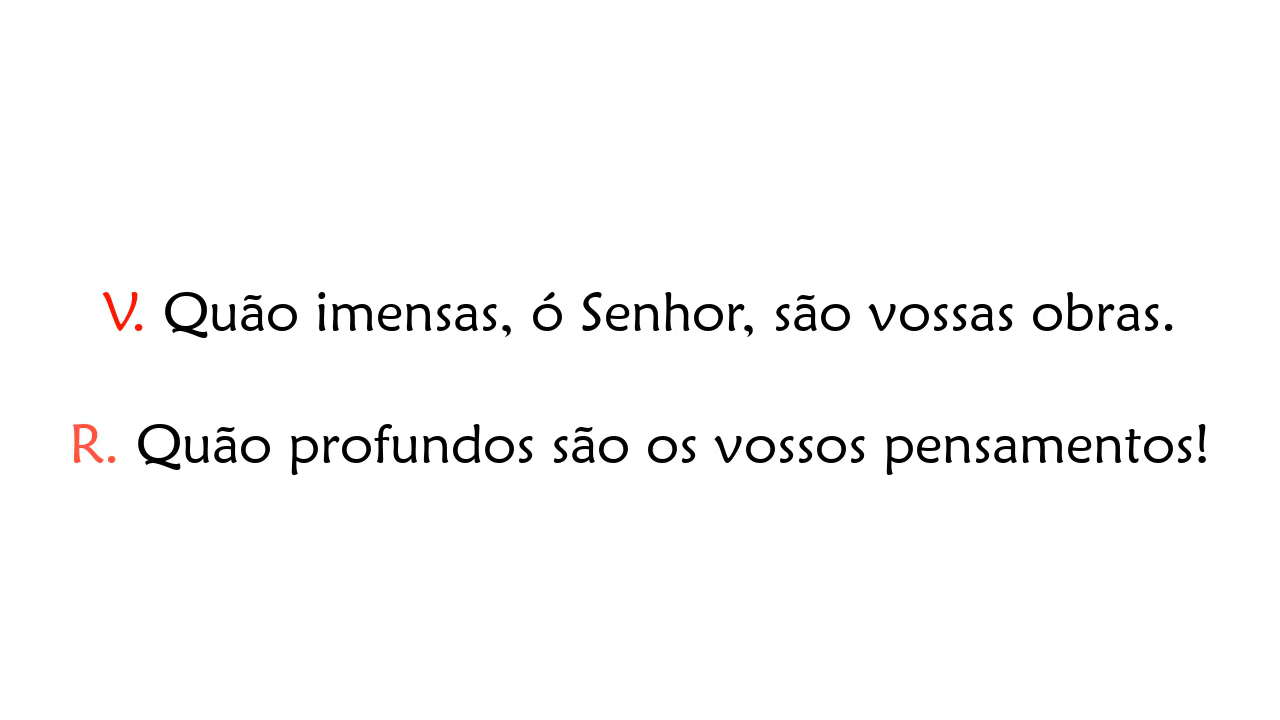 V. Quão imensas, ó Senhor, são vossas obras.
R. Quão profundos são os vossos pensamentos!